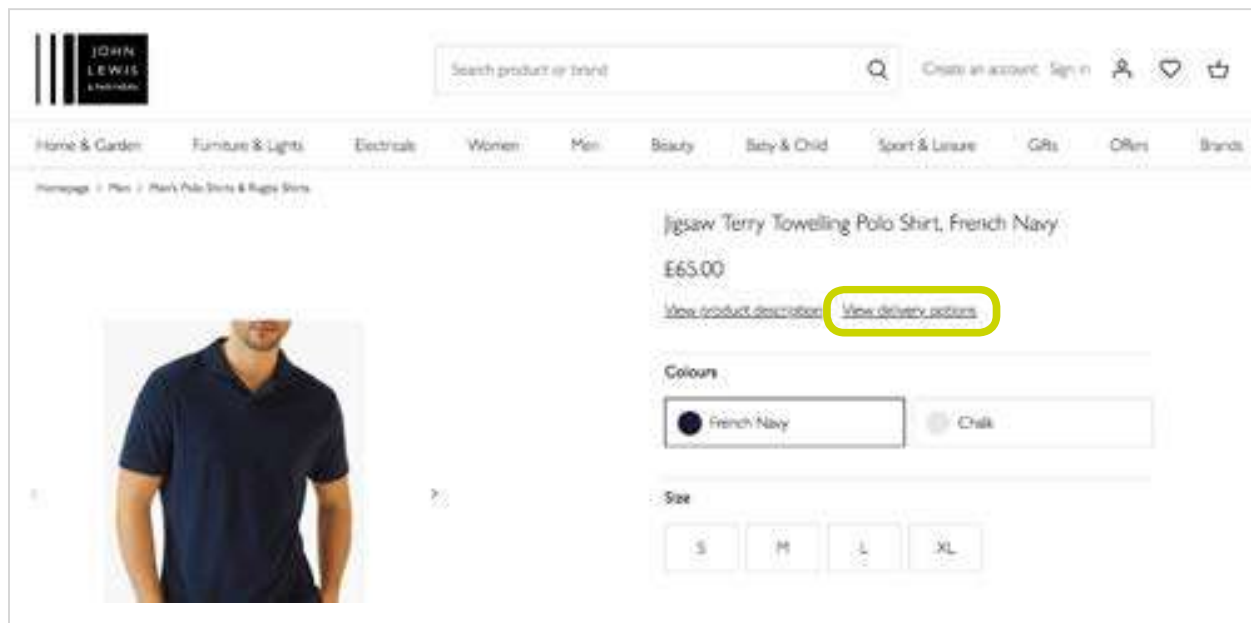 JOHN
LEWIS
& PARTNERS
Search product or brand
Create an account Sign in
Home & Garden Furniture & Lights Electricals Women Men Beauty Baby & Child Sport & Leisure Gifts Offers Brands
Homepage / Men / Men's Polo Shirts & Rugby Shirts
Jigsaw Terry Towelling Polo Shirt, French Navy
£65.00
View product description View delivery options
Colours
French Navy Chalk
Size
S M L XL